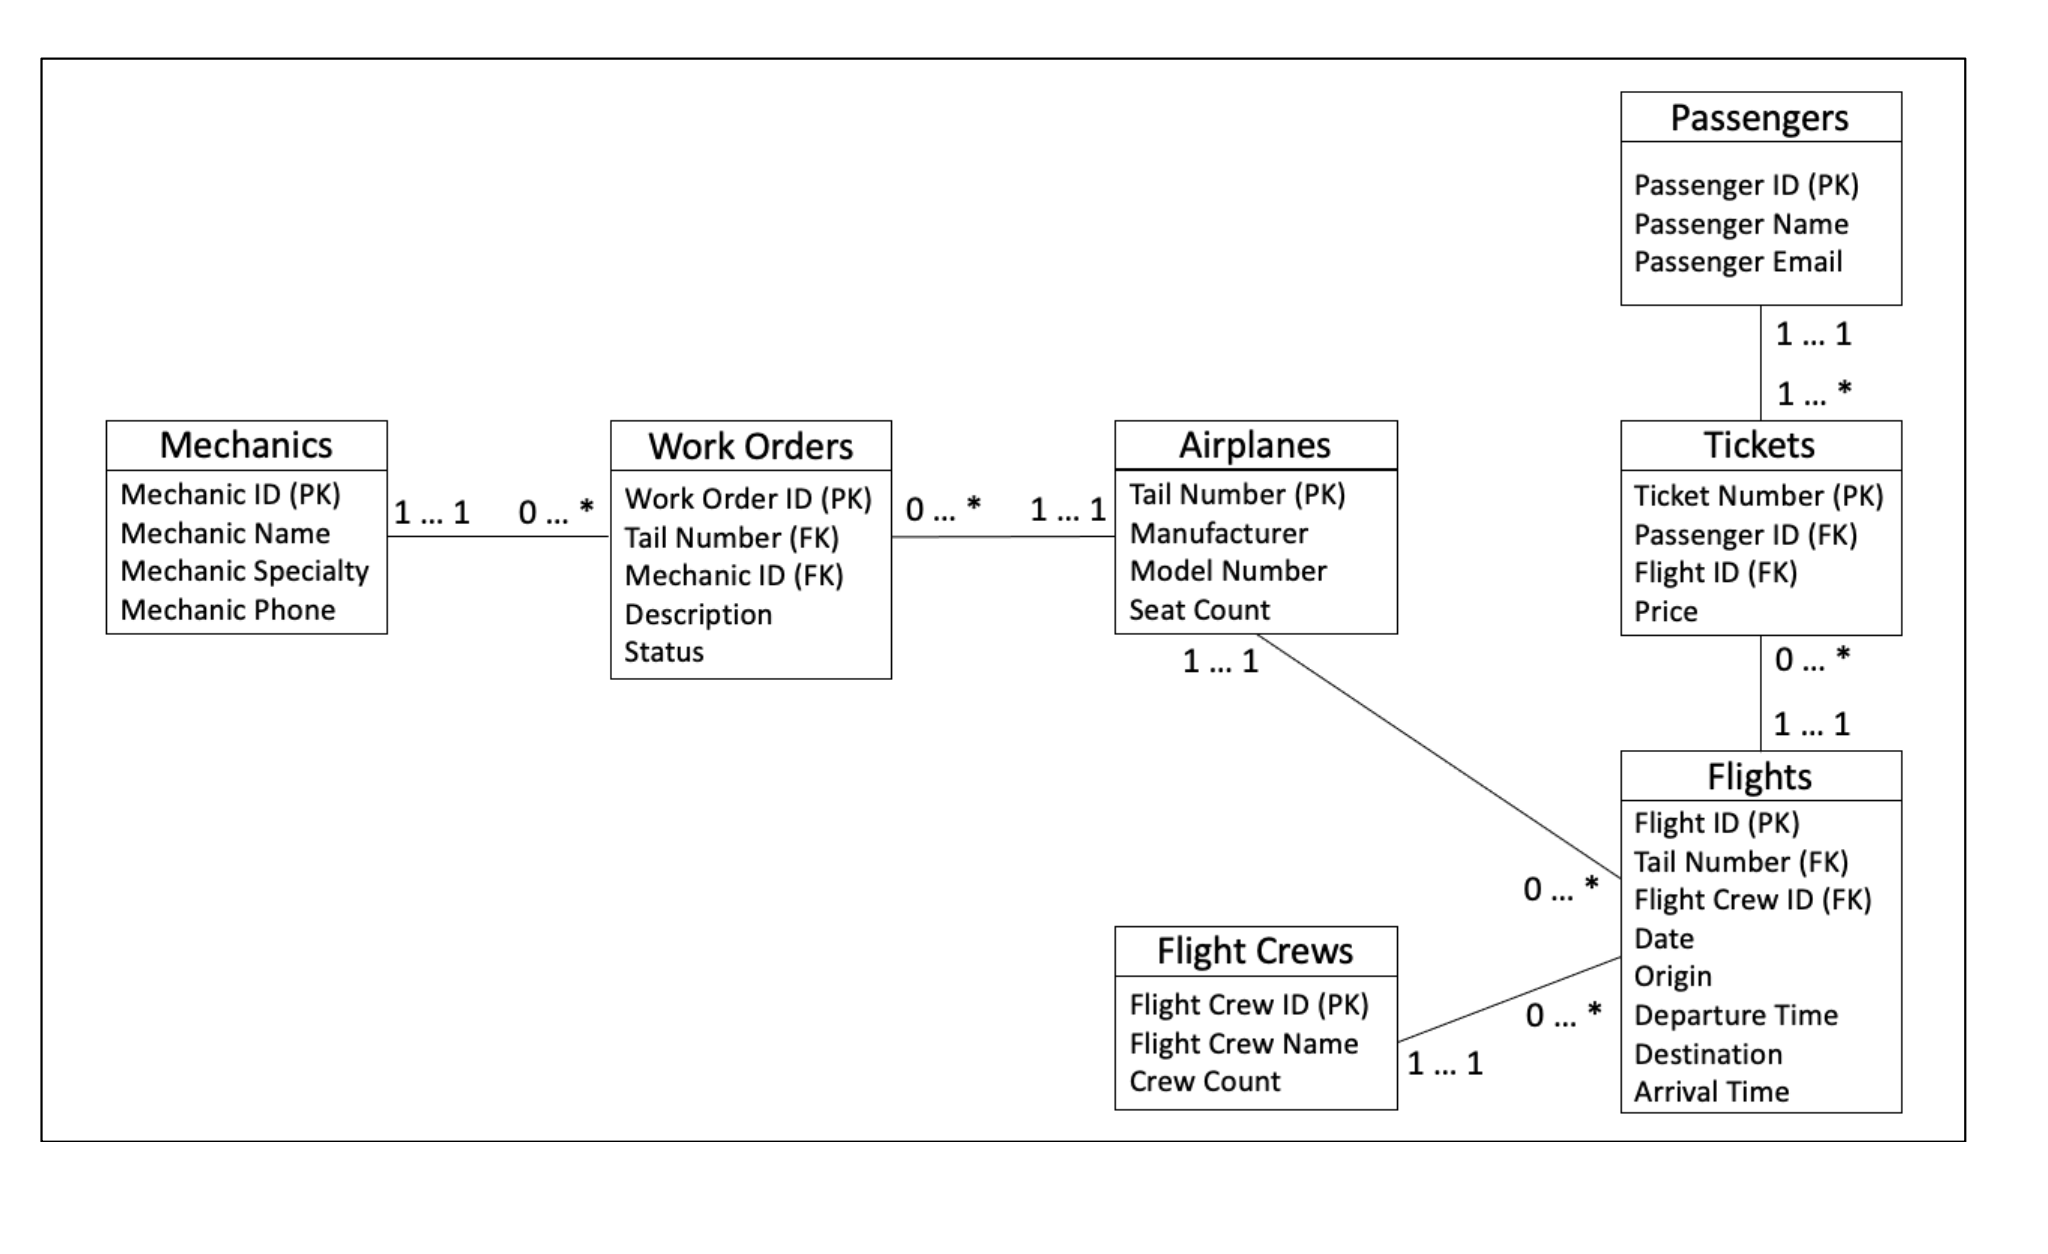 Passengers
Passenger ID (PK)
Passenger Name
Passenger Email
1 ... 1
1 ... *
Mechanics
Mechanic ID (PK)
Mechanic Name
Mechanic Specialty
Mechanic Phone
1 ... 1
0 ... *
Work Orders
Work Order ID (PK)
Tail Number (FK)
Mechanic ID (FK)
Description
Status
0 ... *
1 ... 1
Airplanes
Tail Number (PK)
Manufacturer
Model Number
Seat Count
1 ... 1
Tickets
Ticket Number (PK)
Passenger ID (FK)
Flight ID (FK)
Price
0 ... *
1 ... 1
Flights
Flight ID (PK)
Tail Number (FK)
Flight Crew ID (FK)
Date
Origin
Departure Time
Destination
Arrival Time
0 ... *
0 ... *
Flight Crews
Flight Crew ID (PK)
Flight Crew Name
Crew Count
1 ... 1